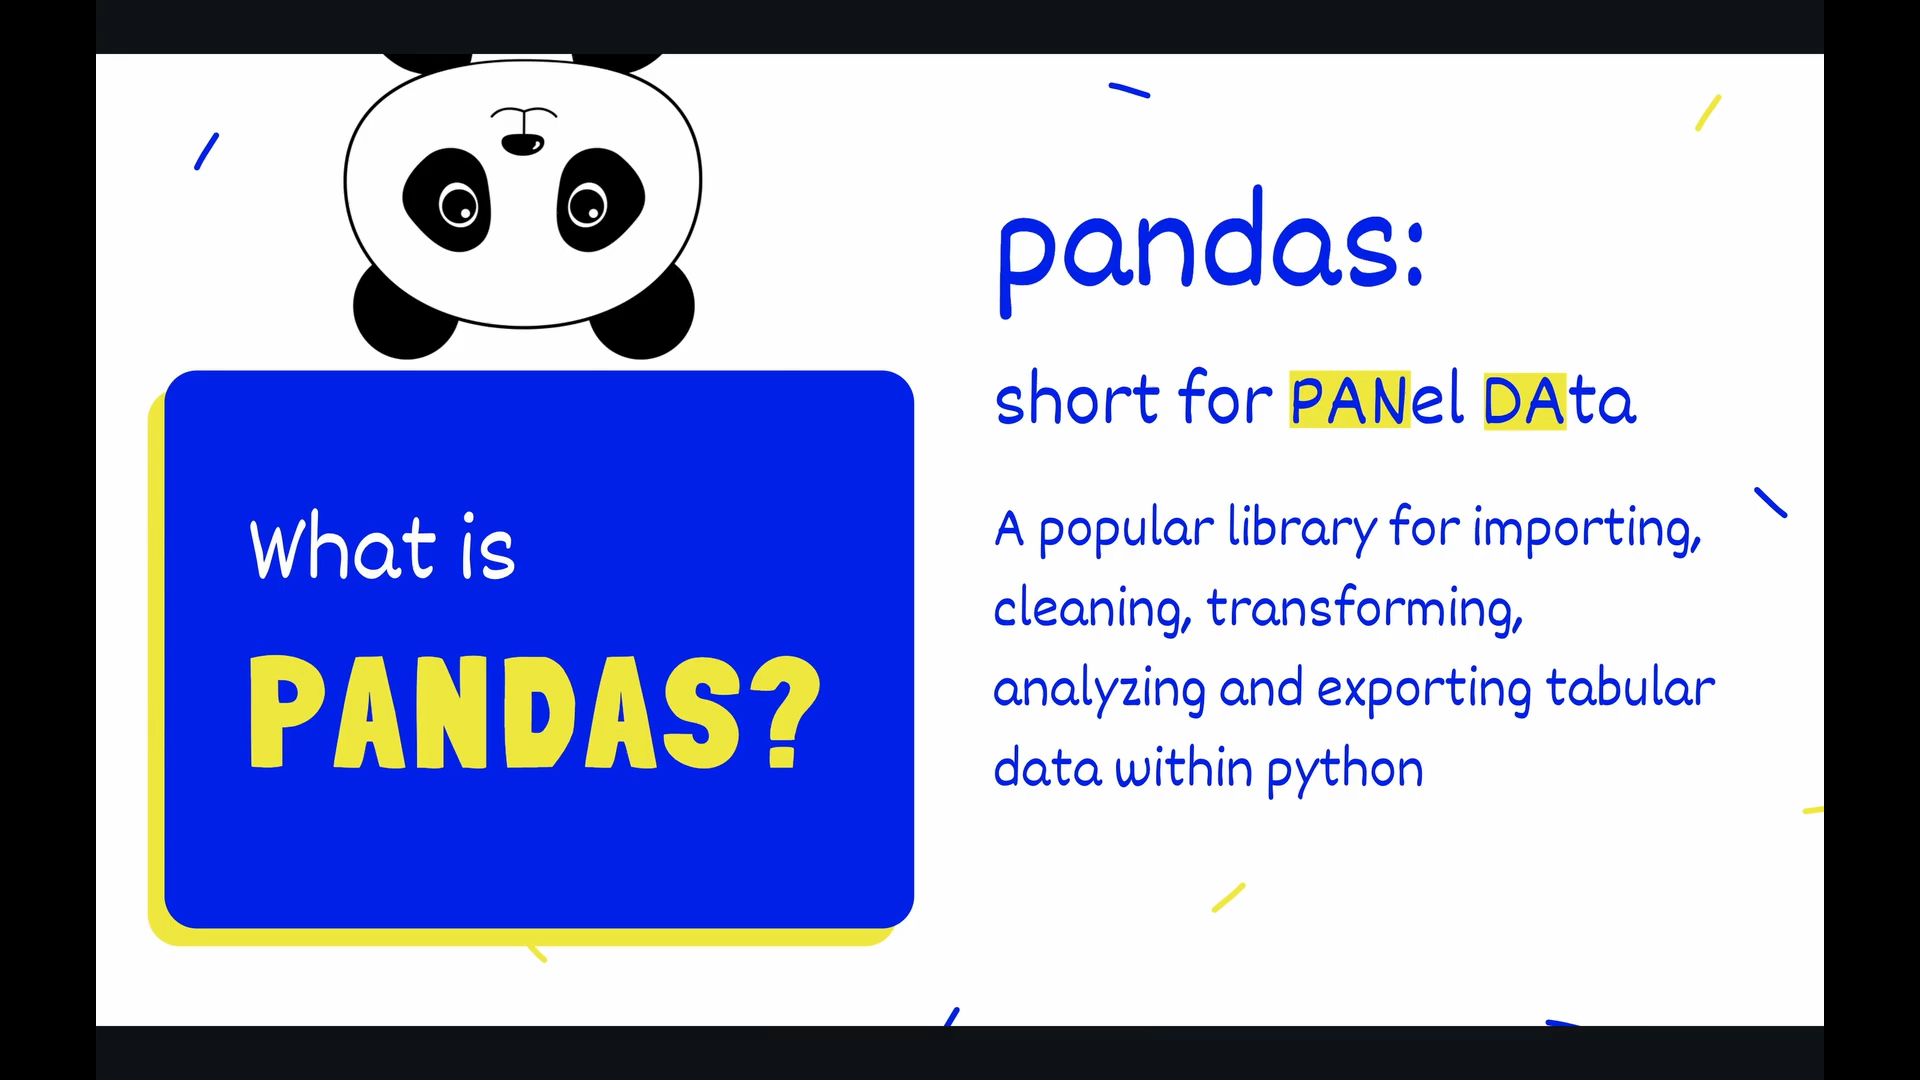 What is
PANDAS?
pandas:
short for PANel DAta
A popular library for importing,
cleaning, transforming,
analyzing and exporting tabular
data within python